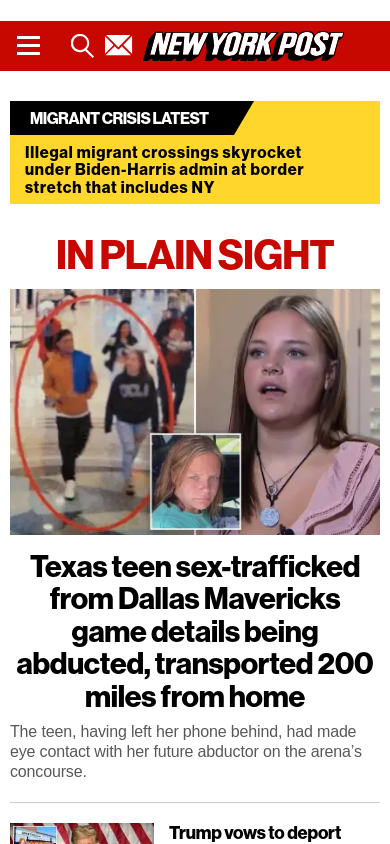 NEW YORK POST
MIGRANT CRISIS LATEST
Illegal migrant crossings skyrocket
under Biden-Harris admin at border
stretch that includes NY
IN PLAIN SIGHT
UCLA
Texas teen sex-trafficked
from Dallas Mavericks
game details being
abducted, transported 200
miles from home
The teen, having left her phone behind, had made
eye contact with her future abductor on the arena’s
concourse.
Trump vows to deport